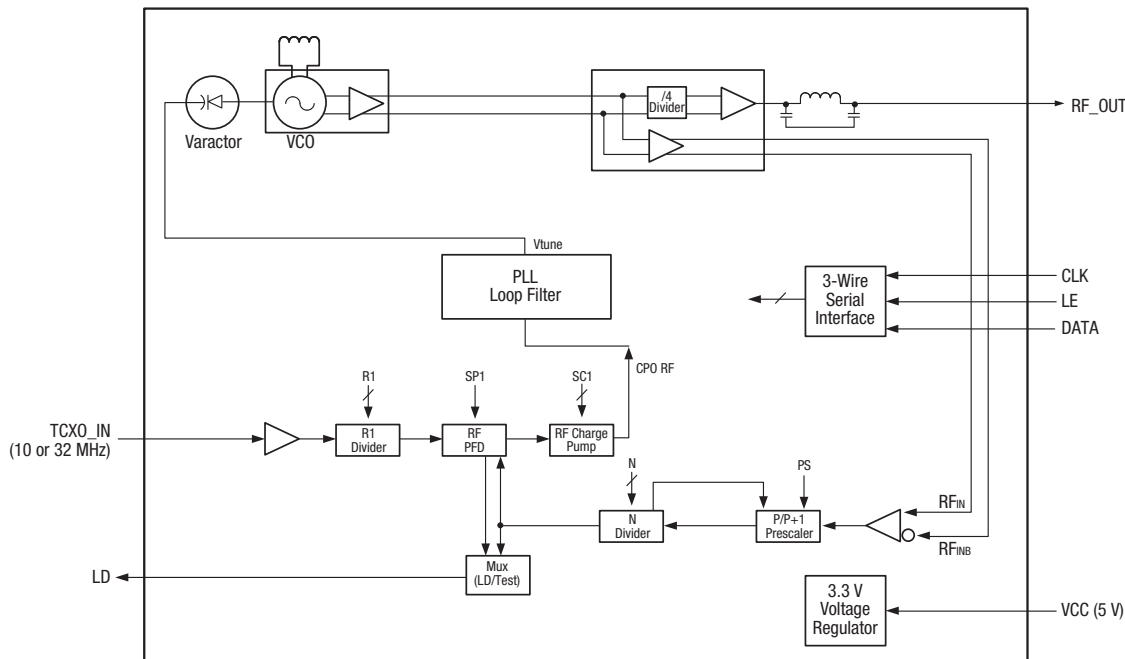 /4
Divider
RF_OUT
Varactor
VCO
Vtune
PLL
Loop Filter
3-Wire
Serial
Interface
CLK
LE
DATA
CPO RF
R1
SP1
SC1
TCXO_IN
(10 or 32 MHz)
R1
Divider
RF
PFD
RF Charge
Pump
N
PS
N
Divider
P/P+1
Prescaler
RFIN
RFINB
Mux
(LD/Test)
LD
3.3 V
Voltage
Regulator
VCC (5 V)